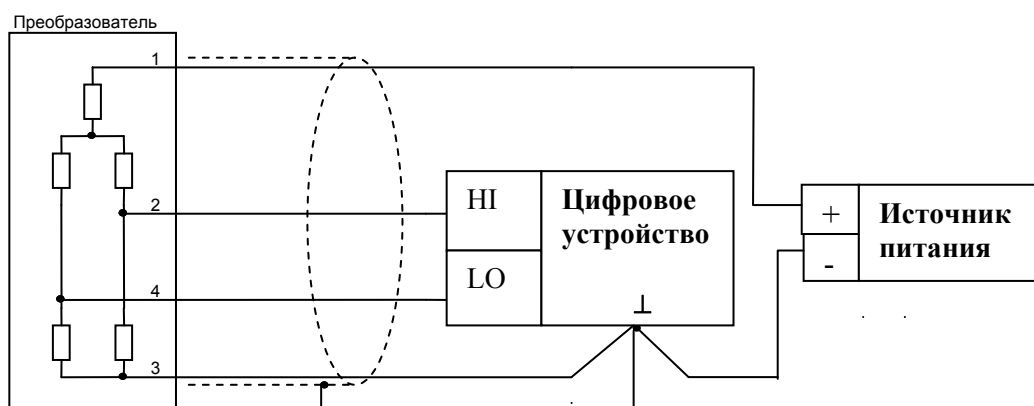 Преобразователь
1
2
4
3
HI
LO
Цифровое
устройство
⊥
+
-
Источник
питания